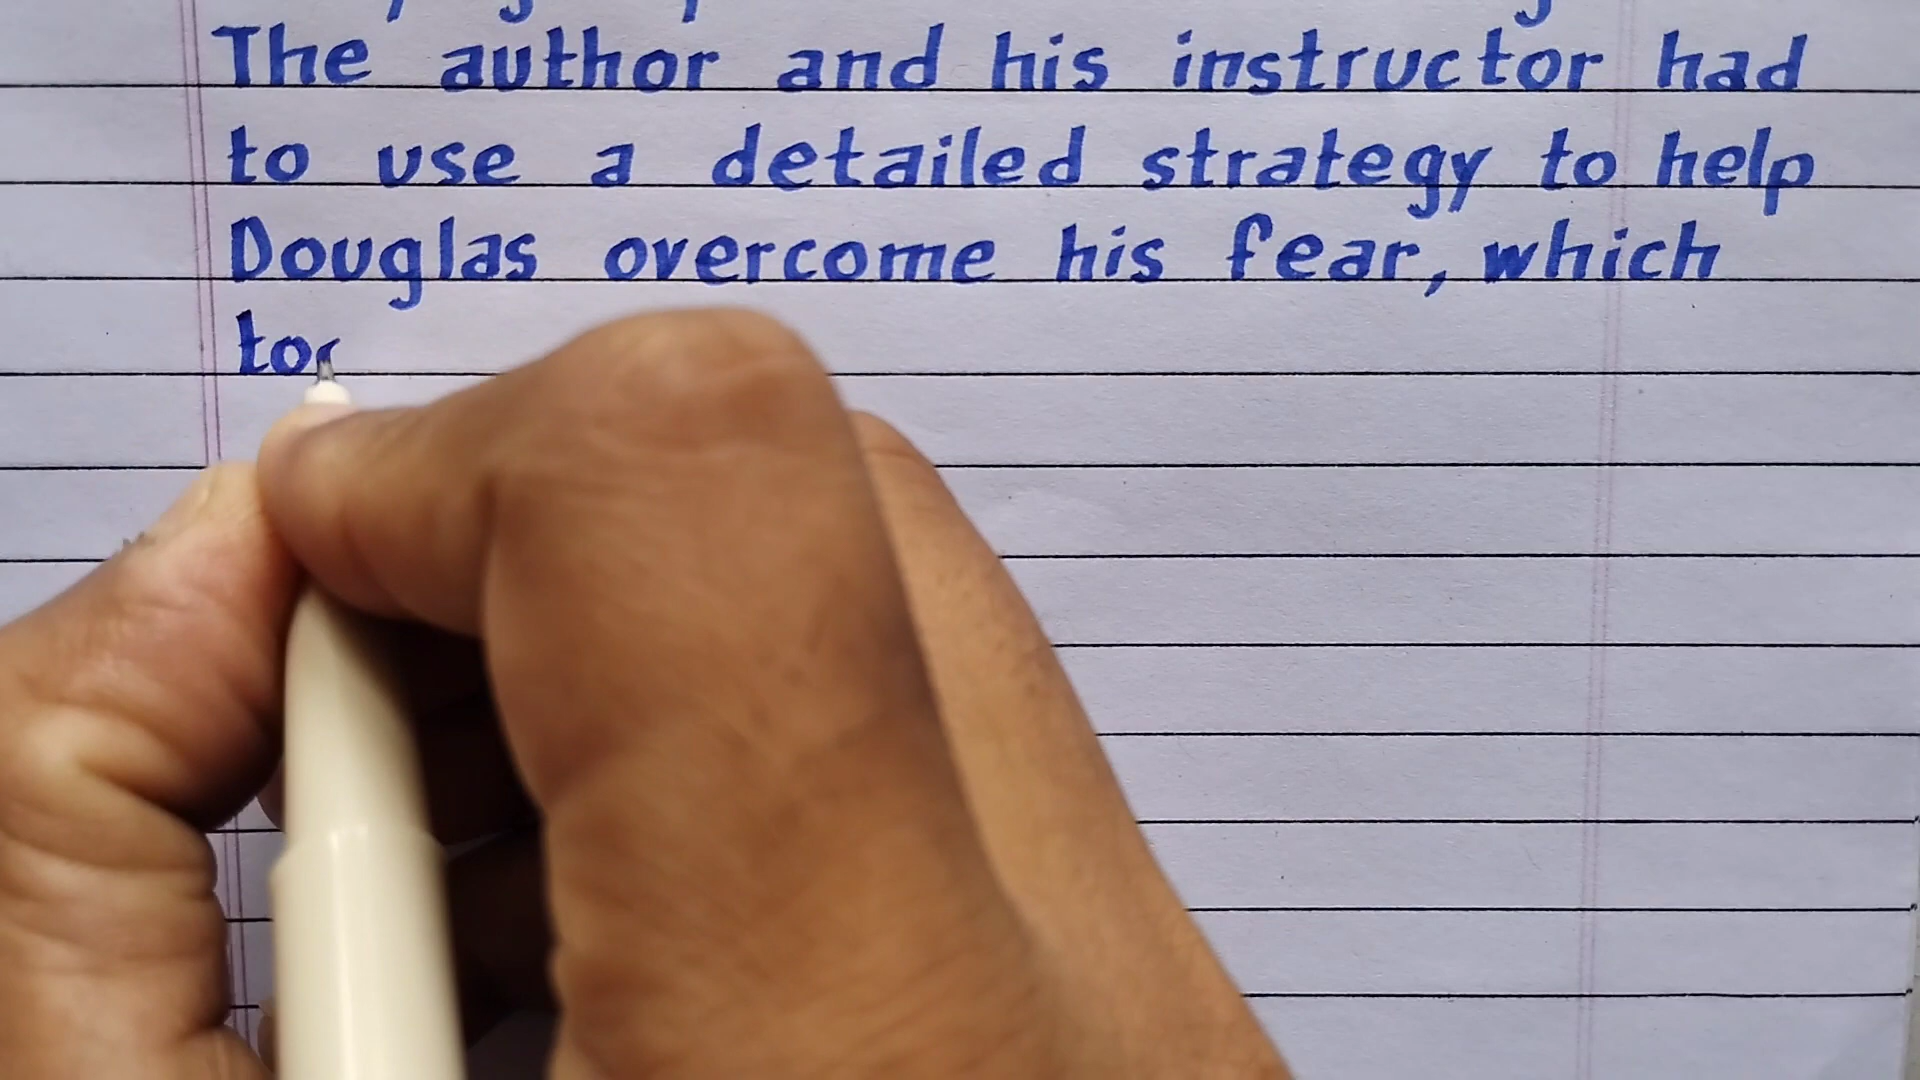 The author and his instructor had
to use a detailed strategy to help
Douglas overcome his fear, which